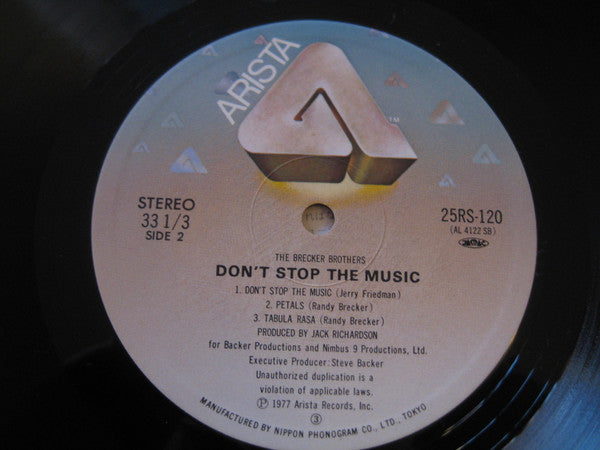 ARISTA
TM
STEREO
33 1/3
SIDE 2
25RS-120
(AL 4122 SB)
THE BRECKER BROTHERS
DON'T STOP THE MUSIC
1. DON'T STOP THE MUSIC (Jerry Friedman)
2. PETALS (Randy Brecker)
3. TABULA RASA (Randy Brecker)
PRODUCED BY JACK RICHARDSON
for Backer Productions and Nimbus 9 Productions, Ltd.
Executive Producer: Steve Backer
Unauthorized duplication is a
violation of applicable laws.
Ⓟ 1977 Arista Records, Inc.
③
MANUFACTURED BY NIPPON PHONOGRAM CO., LTD., TOKYO